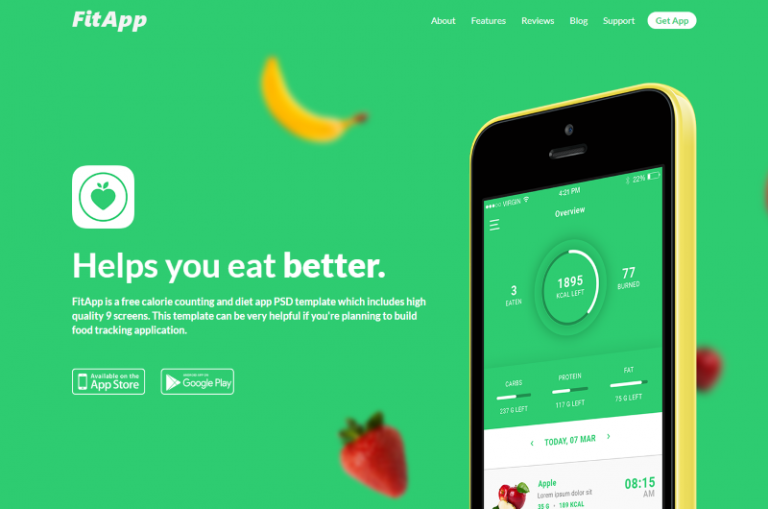 FitApp
About Features Reviews Blog Support Get App
Helps you eat better.
FitApp is a free calorie counting and diet app PSD template which includes high
quality 9 screens. This template can be very helpful if you're planning to build
food tracking application.
Available on the
App Store
Google Play
VIRGIN 4:21 PM 22%
Overview
3
EATEN
1895
KCAL LEFT
77
BURNED
CARBS
237 G LEFT
PROTEIN
117 G LEFT
FAT
75 G LEFT
‹ TODAY, 07 MAR ›
Apple
Lorem ipsum dolor sit
35 G • 189 KCAL
08:15
AM